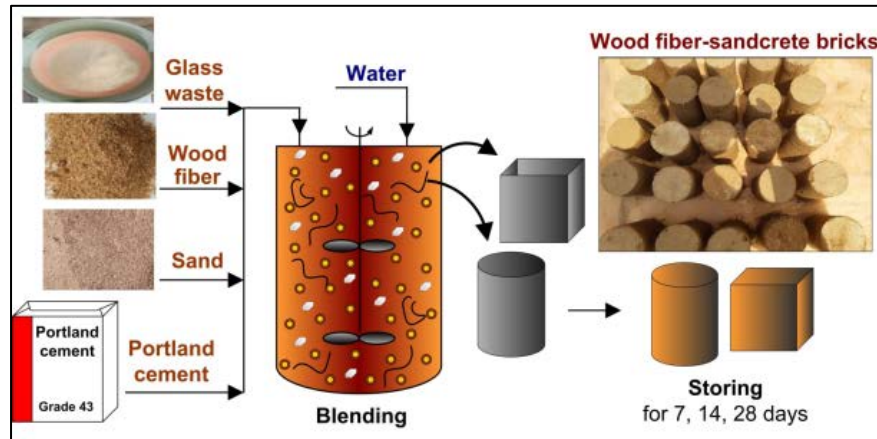 Glass
waste
Wood
fiber
Sand
Portland
cement
Grade 43
Portland
cement
Water
Blending
Wood fiber-sandcrete bricks
Storing
for 7, 14, 28 days